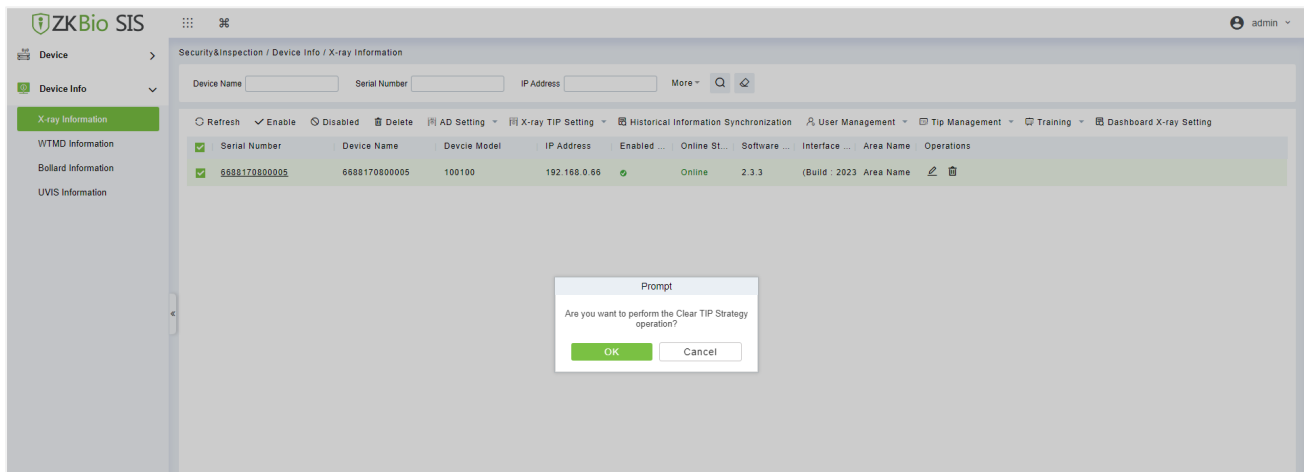 ZKBio SIS
admin
Device
Device Info
X-ray Information
WTMD Information
Bollard Information
UVIS Information
Security&Inspection / Device Info / X-ray Information
Device Name Serial Number IP Address More
Refresh Enable Disabled Delete AD Setting X-ray TIP Setting Historical Information Synchronization User Management Tip Management Training Dashboard X-ray Setting
Serial Number Device Name Devcie Model IP Address Enabled ... Online St... Software ... Interface ... Area Name Operations
6688170800005 6688170800005 100100 192.168.0.66 Online 2.3.3 (Build : 2023 Area Name
Prompt
Are you want to perform the Clear TIP Strategy
operation?
OK Cancel